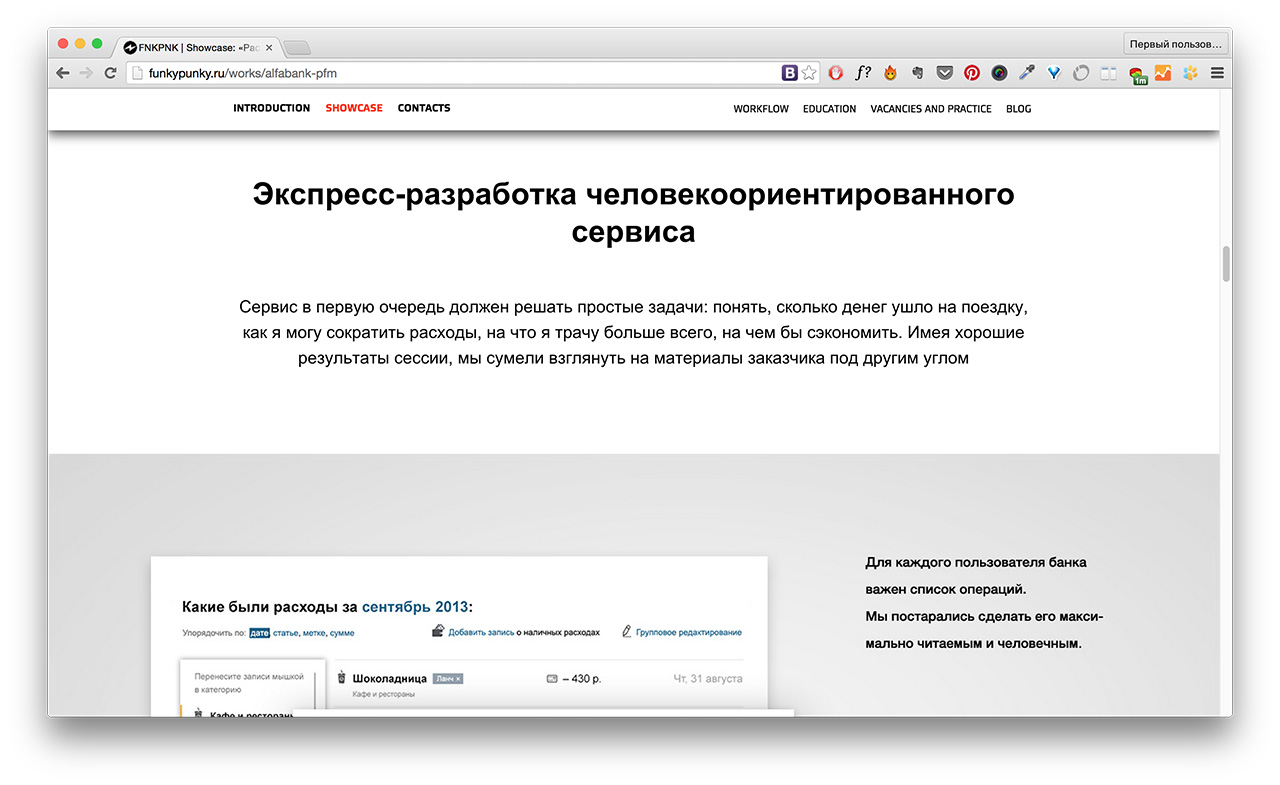 FNKPNK | Showcase: «Рас
Первый пользов…
funkypunky.ru/works/alfabank-pfm
1m
INTRODUCTION SHOWCASE CONTACTS WORKFLOW EDUCATION VACANCIES AND PRACTICE BLOG
Экспресс-разработка человекоориентированного
сервиса
Сервис в первую очередь должен решать простые задачи: понять, сколько денег ушло на поездку,
как я могу сократить расходы, на что я трачу больше всего, на чем бы сэкономить. Имея хорошие
результаты сессии, мы сумели взглянуть на материалы заказчика под другим углом
Для каждого пользователя банка
важен список операций.
Мы постарались сделать его макси-
мально читаемым и человечным.
Какие были расходы за сентябрь 2013:
Упорядочить по: дате статье, метке, сумме Добавить запись о наличных расходах Групповое редактирование
Перенесите записи мышкой
в категорию
Кафе и рестораны
Шоколадница Ланч × – 430 р. Чт, 31 августа
Кафе и рестораны